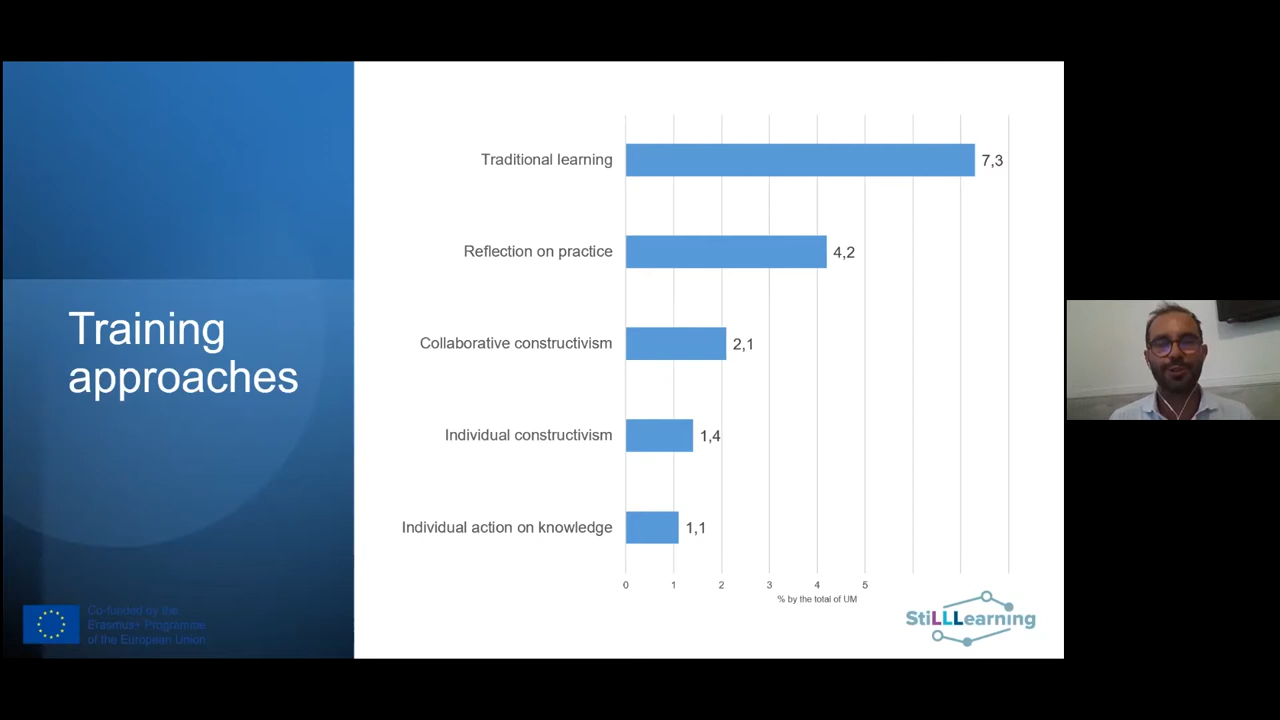 Training
approaches
Traditional learning
7,3
Reflection on practice
4,2
Collaborative constructivism
2,1
Individual constructivism
1,4
Individual action on knowledge
1,1
0 1 2 3 4 5
% by the total of UM
Co-funded by the
Erasmus+ Programme
of the European Union
StiLLLearning